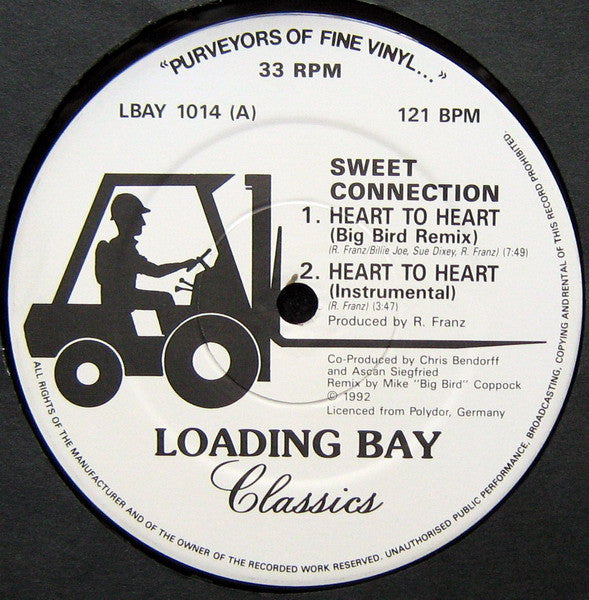 “PURVEYORS OF FINE VINYL...”
33 RPM
LBAY 1014 (A)
121 BPM
SWEET
CONNECTION
1. HEART TO HEART
(Big Bird Remix)
(R. Franz/Billie Joe, Sue Dixey, R. Franz) (7:49)
2. HEART TO HEART
(Instrumental)
(R. Franz) (3:47)
Produced by R. Franz
Co-Produced by Chris Bendorff
and Ascan Siegfried
Remix by Mike "Big Bird" Coppock
© 1992
Licenced from Polydor, Germany
LOADING BAY
Classics
ALL RIGHTS OF THE MANUFACTURER AND OF THE OWNER OF THE RECORDED WORK RESERVED. UNAUTHORISED PUBLIC PERFORMANCE, BROADCASTING, COPYING AND RENTAL OF THIS RECORD PROHIBITED.